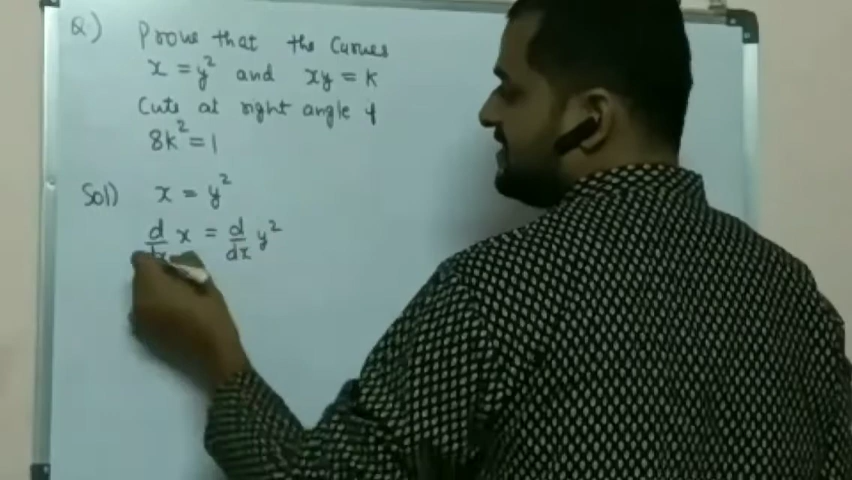 Q) Prove that the Curves
x = y² and xy = k
Cuts at right angle if
8k² = 1
Sol) x = y²
d/dx x = d/dx y²